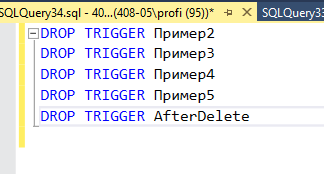 SQLQuery34.sql - 40...(408-05\profi (95))*
SQLQuery33
DROP TRIGGER Пример2
DROP TRIGGER Пример3
DROP TRIGGER Пример4
DROP TRIGGER Пример5
DROP TRIGGER AfterDelete